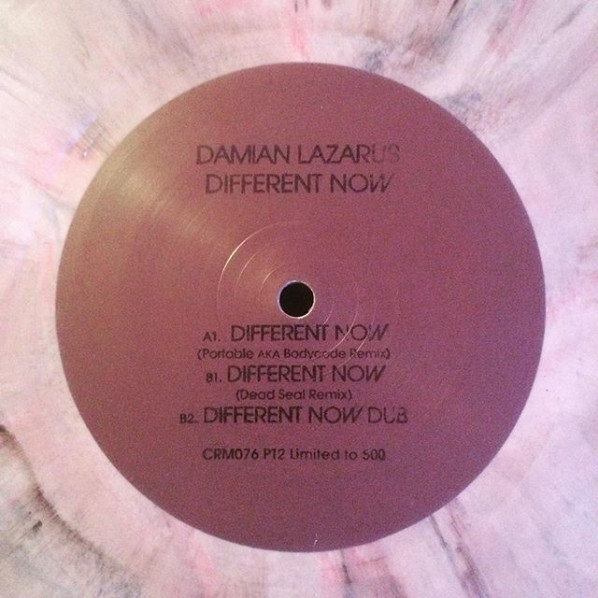 DAMIAN LAZARUS
DIFFERENT NOW
A1. DIFFERENT NOW
(Portable AKA Bodycode Remix)
B1. DIFFERENT NOW
(Dead Seal Remix)
B2. DIFFERENT NOW DUB
CRM076 PT2 Limited to 500